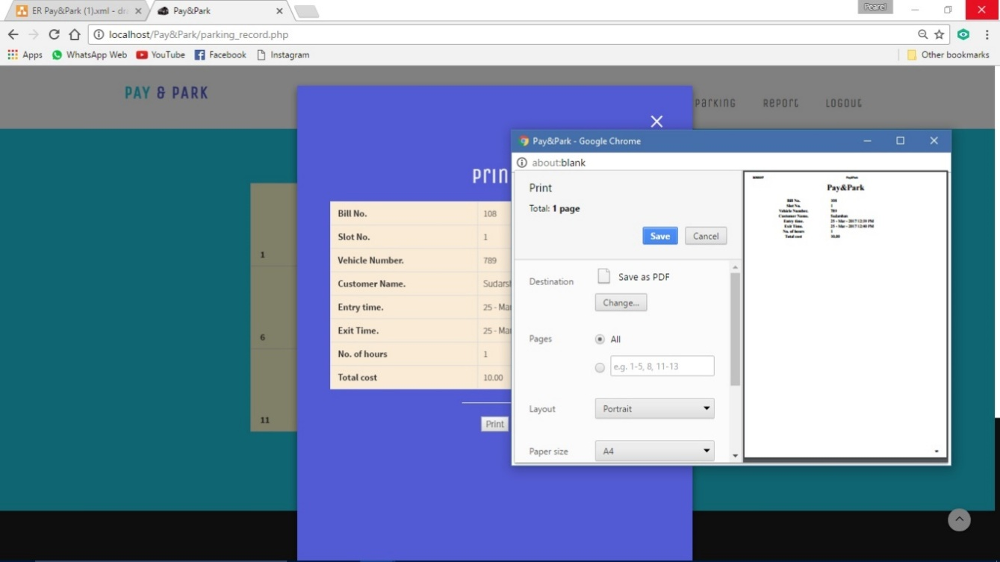 ER Pay&Park (1).xml - dra
Pay&Park
Pearel
localhost/Pay&Park/parking_record.php
Apps WhatsApp Web YouTube Facebook Instagram Other bookmarks
PAY & PARK
Parking Report Logout
Prin
Bill No. 108
Slot No. 1
Vehicle Number. 789
Customer Name. Sudars
Entry time. 25 - Mar
Exit Time. 25 - Mar
No. of hours 1
Total cost 10.00
Print
1
6
11
Pay&Park - Google Chrome
about:blank
Print
Total: 1 page
Save Cancel
Destination Save as PDF
Change...
Pages All
e.g. 1-5, 8, 11-13
Layout Portrait
Paper size A4
Pay&Park
Pay&Park
Bill No. 108
Slot No. 1
Vehicle Number. 789
Customer Name. Sudarshan
Entry time. 25 - Mar - 2017 12:39 PM
Exit Time. 25 - Mar - 2017 12:40 PM
No. of hours 1
Total cost 10.00